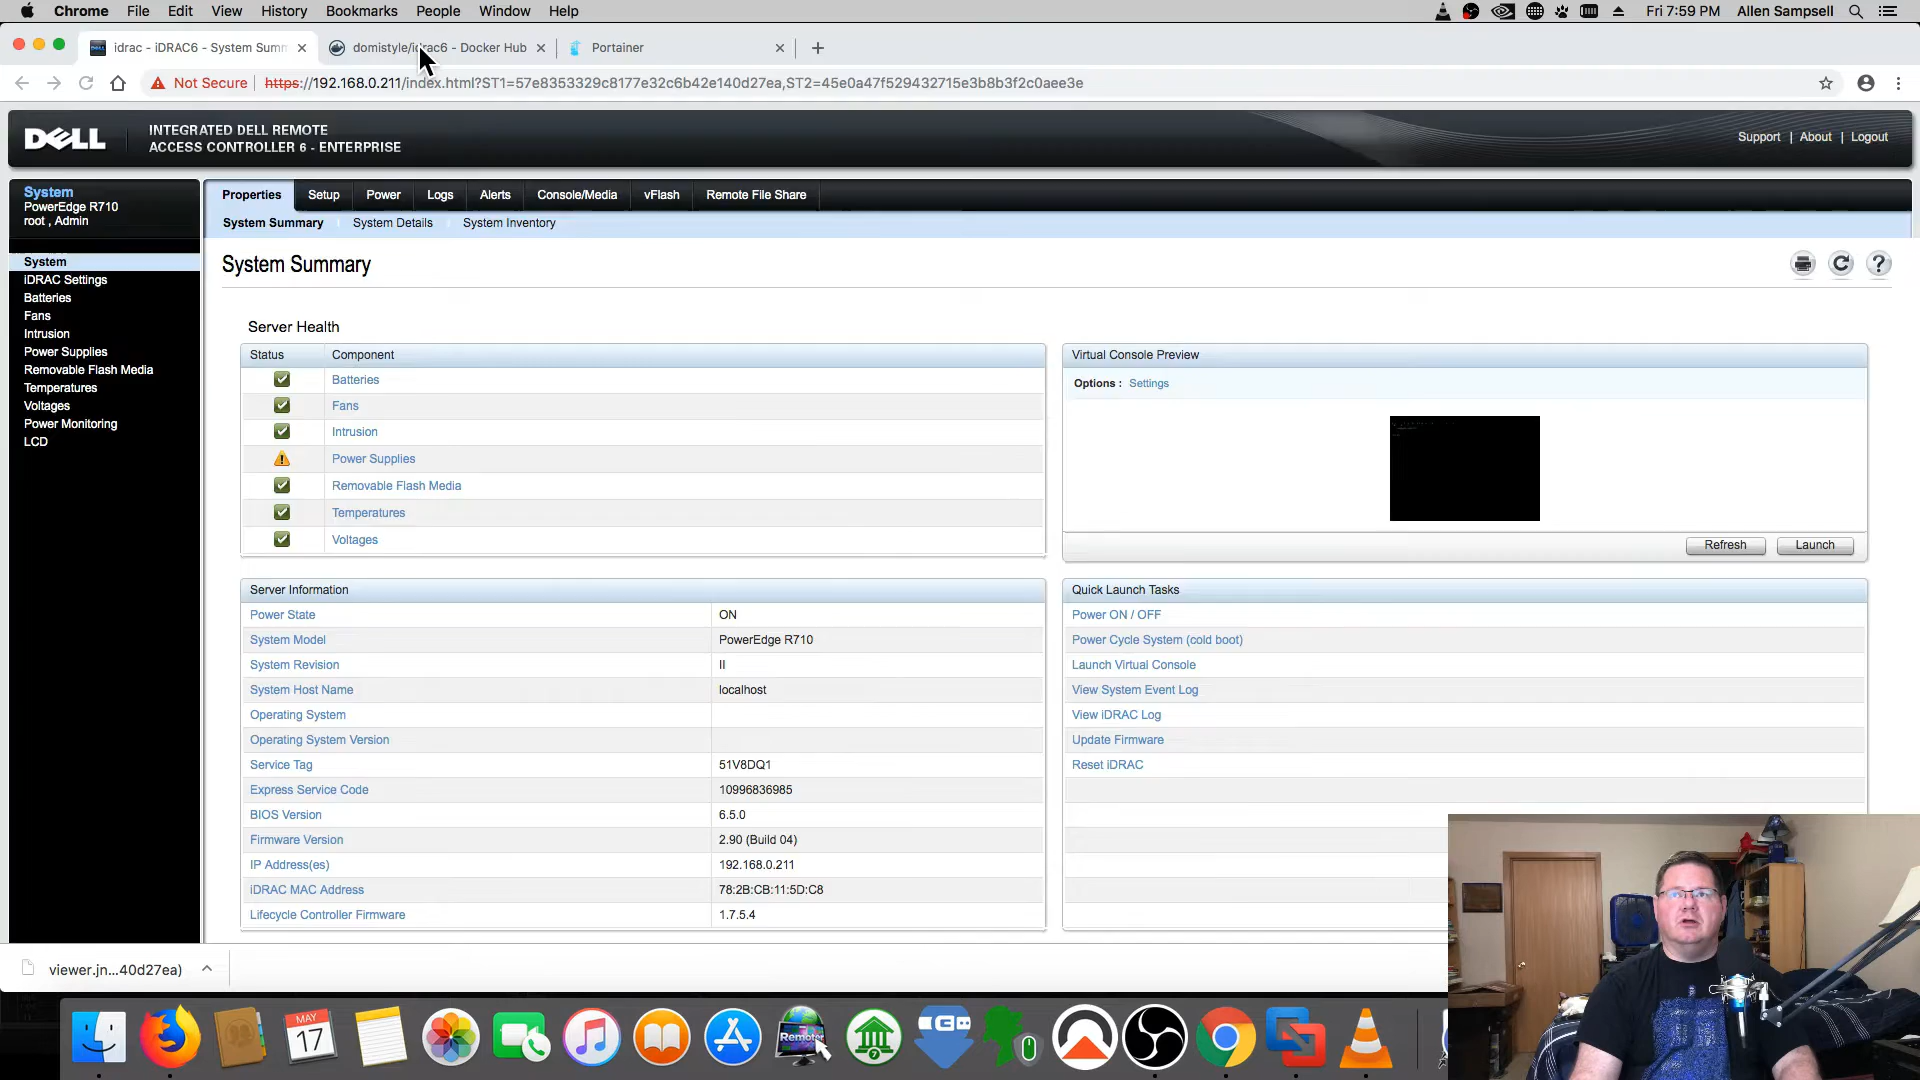 Chrome File Edit View History Bookmarks People Window Help
Fri 7:59 PM Allen Sampsell
idrac - iDRAC6 - System Summ
domistyle/idrac6 - Docker Hub
Portainer
Not Secure https://192.168.0.211/index.html?ST1=57e8353329c8177e32c6b42e140d27ea,ST2=45e0a47f529432715e3b8b3f2c0aee3e
DELL
INTEGRATED DELL REMOTE
ACCESS CONTROLLER 6 - ENTERPRISE
Support | About | Logout
System
PowerEdge R710
root , Admin
Properties Setup Power Logs Alerts Console/Media vFlash Remote File Share
System Summary System Details System Inventory
System
iDRAC Settings
Batteries
Fans
Intrusion
Power Supplies
Removable Flash Media
Temperatures
Voltages
Power Monitoring
LCD
System Summary
Server Health
Status Component
Batteries
Fans
Intrusion
Power Supplies
Removable Flash Media
Temperatures
Voltages
Virtual Console Preview
Options : Settings
Refresh Launch
Server Information
Power State ON
System Model PowerEdge R710
System Revision II
System Host Name localhost
Operating System
Operating System Version
Service Tag 51V8DQ1
Express Service Code 10996836985
BIOS Version 6.5.0
Firmware Version 2.90 (Build 04)
IP Address(es) 192.168.0.211
iDRAC MAC Address 78:2B:CB:11:5D:C8
Lifecycle Controller Firmware 1.7.5.4
Quick Launch Tasks
Power ON / OFF
Power Cycle System (cold boot)
Launch Virtual Console
View System Event Log
View iDRAC Log
Update Firmware
Reset iDRAC
viewer.jn...40d27ea)
MAY
17
Remoter
G
7